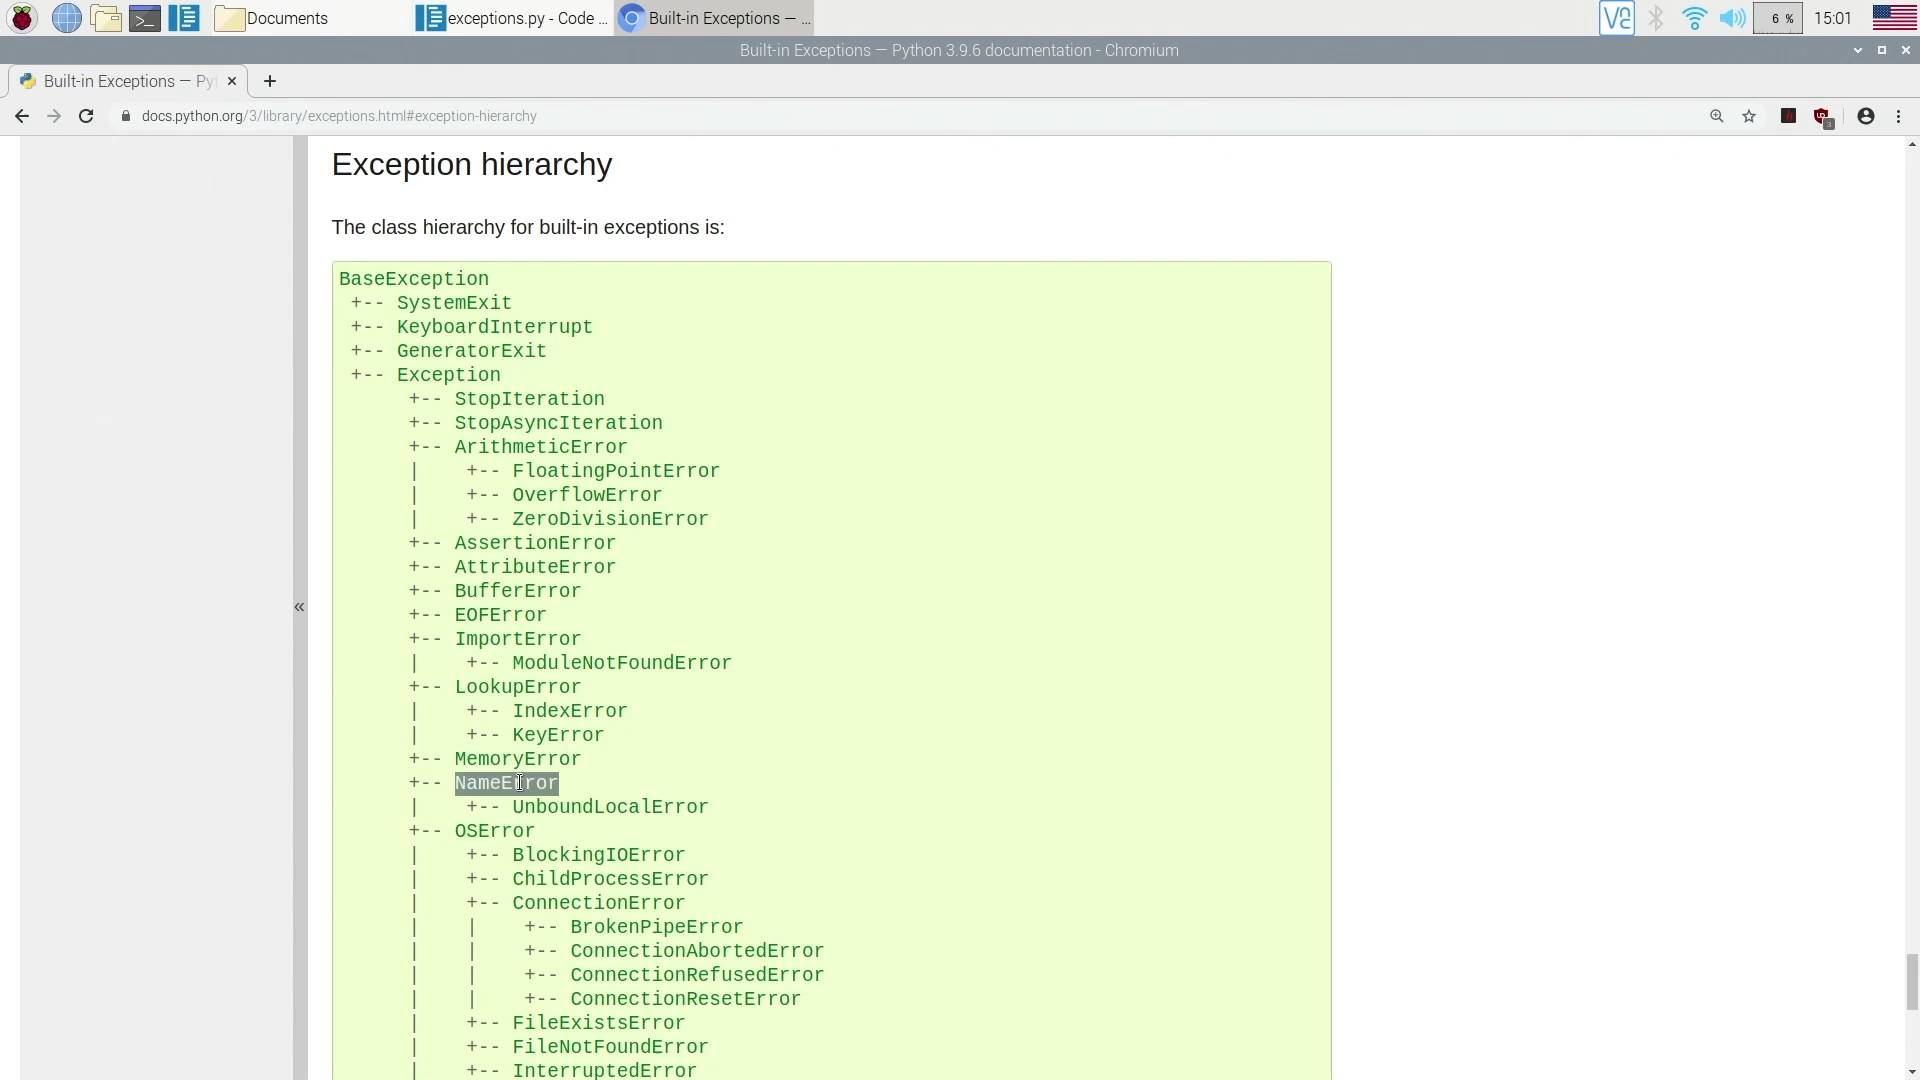 Documents
exceptions.py - Code ...
Built-in Exceptions — ...
6 %
15:01
Built-in Exceptions — Python 3.9.6 documentation - Chromium
Built-in Exceptions — Pyt
docs.python.org/3/library/exceptions.html#exception-hierarchy
3
Exception hierarchy
The class hierarchy for built-in exceptions is:
BaseException
+-- SystemExit
+-- KeyboardInterrupt
+-- GeneratorExit
+-- Exception
+-- StopIteration
+-- StopAsyncIteration
+-- ArithmeticError
|    +-- FloatingPointError
|    +-- OverflowError
|    +-- ZeroDivisionError
+-- AssertionError
+-- AttributeError
+-- BufferError
+-- EOFError
+-- ImportError
|    +-- ModuleNotFoundError
+-- LookupError
|    +-- IndexError
|    +-- KeyError
+-- MemoryError
+-- NameError
|    +-- UnboundLocalError
+-- OSError
|    +-- BlockingIOError
|    +-- ChildProcessError
|    +-- ConnectionError
|    |    +-- BrokenPipeError
|    |    +-- ConnectionAbortedError
|    |    +-- ConnectionRefusedError
|    |    +-- ConnectionResetError
|    +-- FileExistsError
|    +-- FileNotFoundError
|    +-- InterruptedError